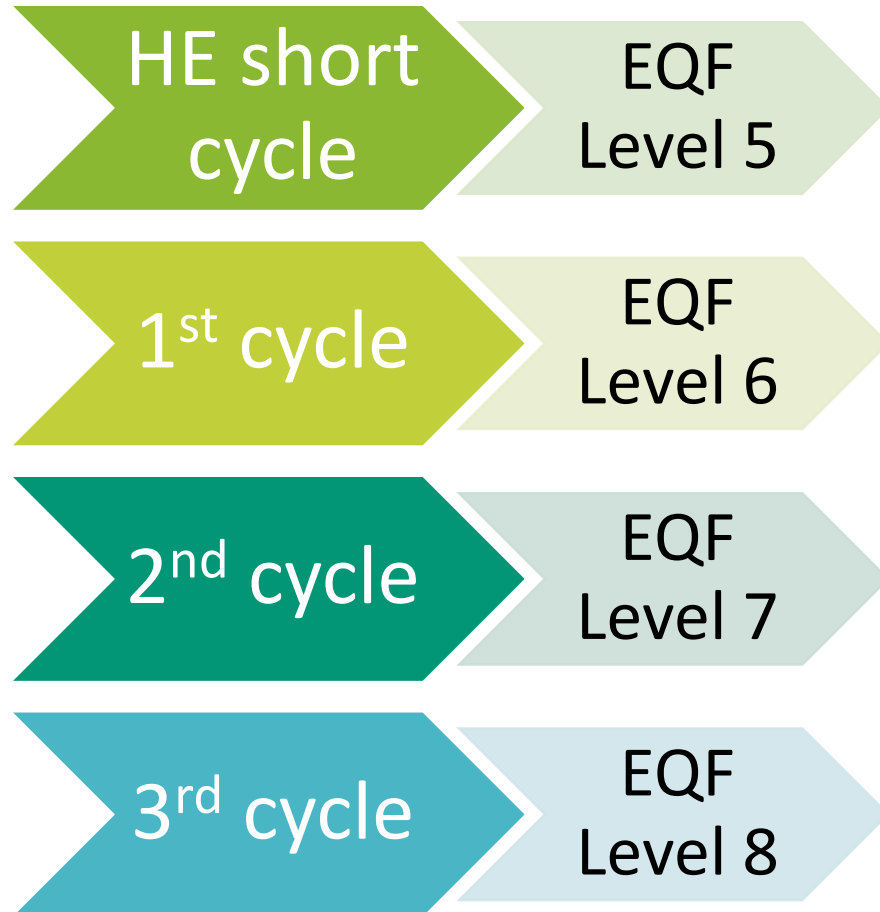 HE short
cycle
EQF
Level 5
1st cycle
EQF
Level 6
2nd cycle
EQF
Level 7
3rd cycle
EQF
Level 8